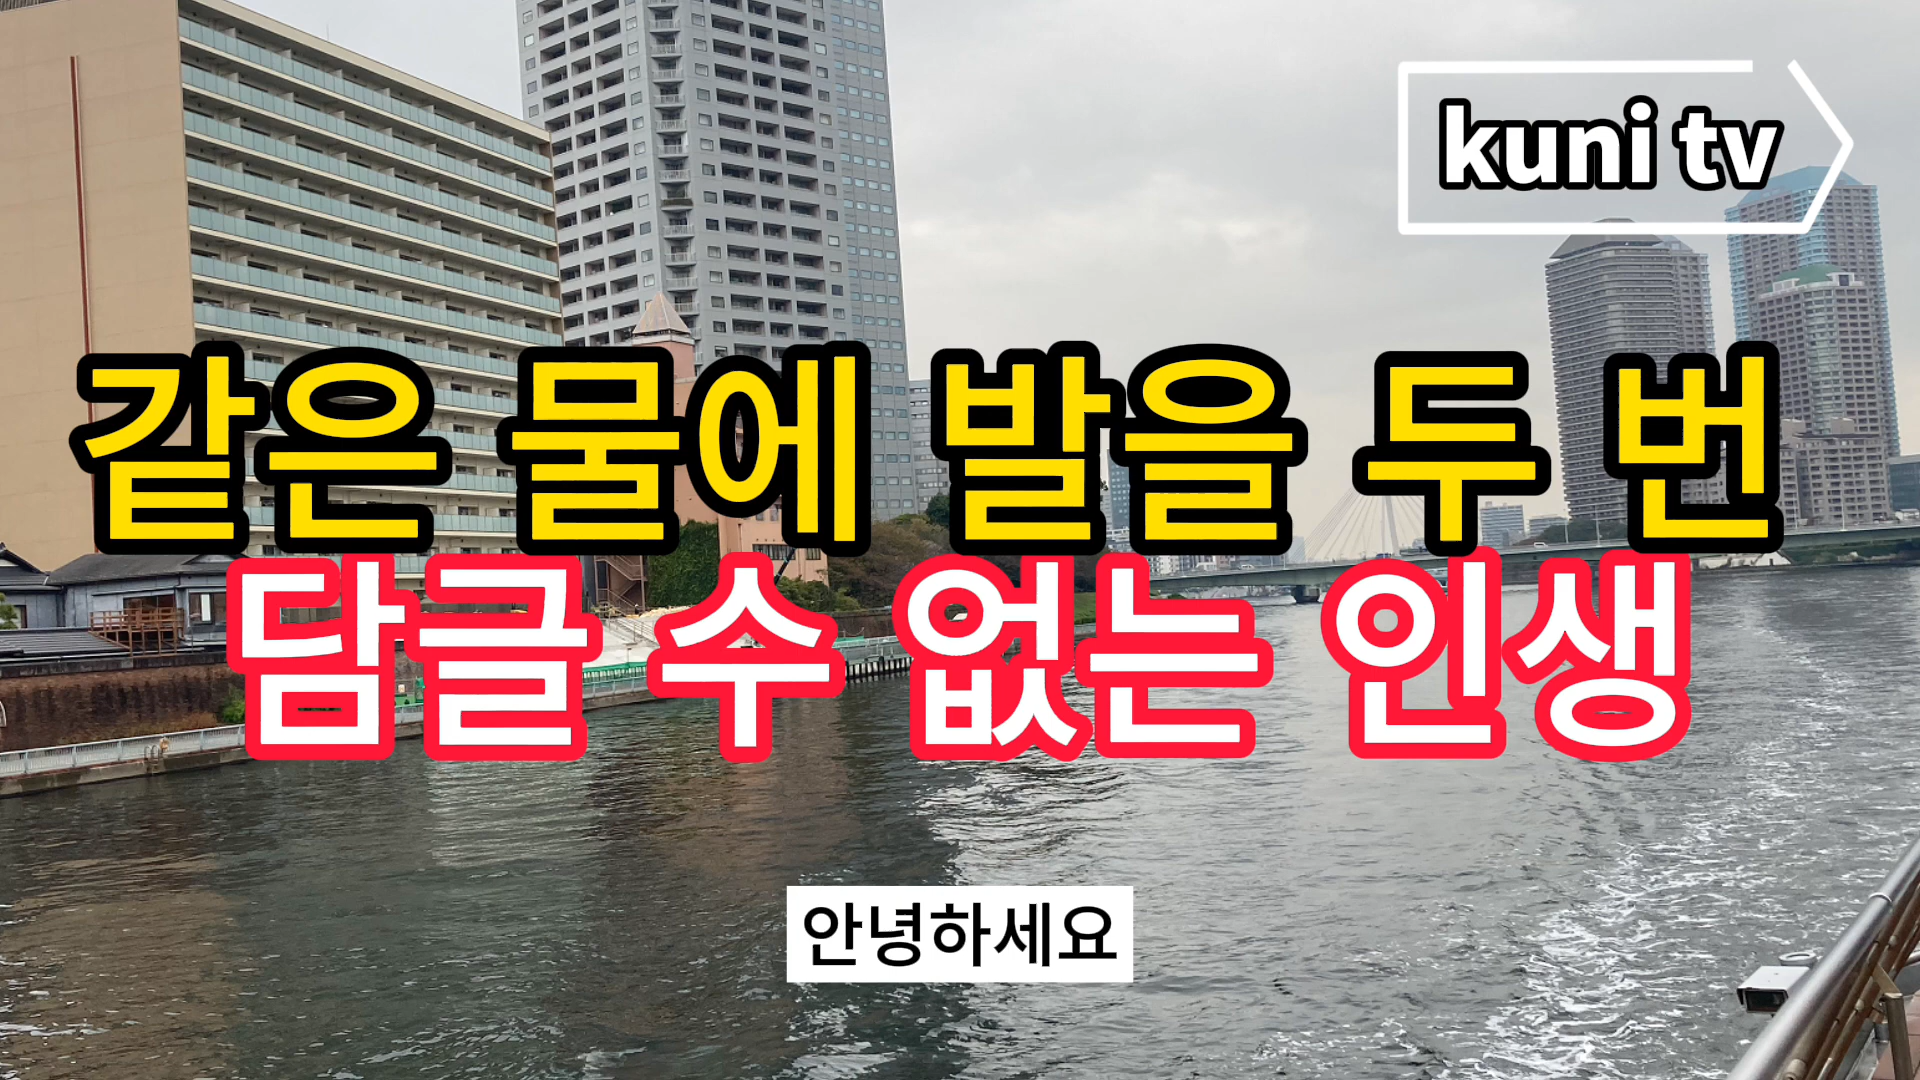 kuni tv
같은 물에 발을 두 번
담글 수 없는 인생
안녕하세요